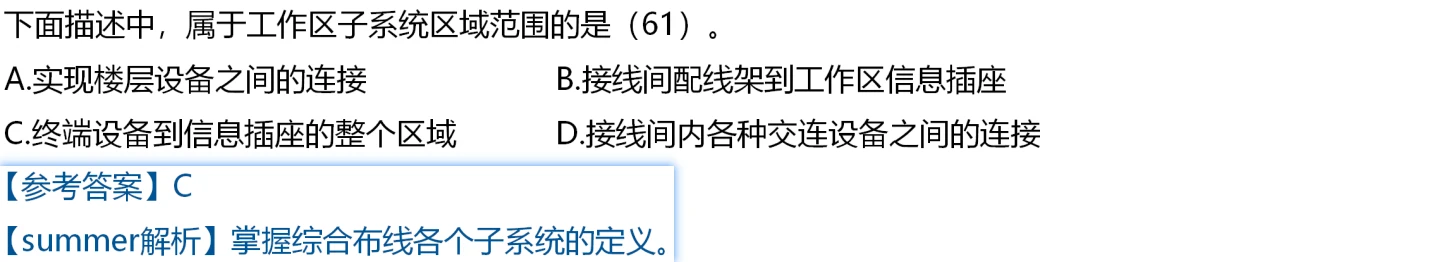 下面描述中，属于工作区子系统区域范围的是（61）。
A.实现楼层设备之间的连接 B.接线间配线架到工作区信息插座
C.终端设备到信息插座的整个区域 D.接线间内各种交连设备之间的连接
【参考答案】C
【summer解析】掌握综合布线各个子系统的定义。